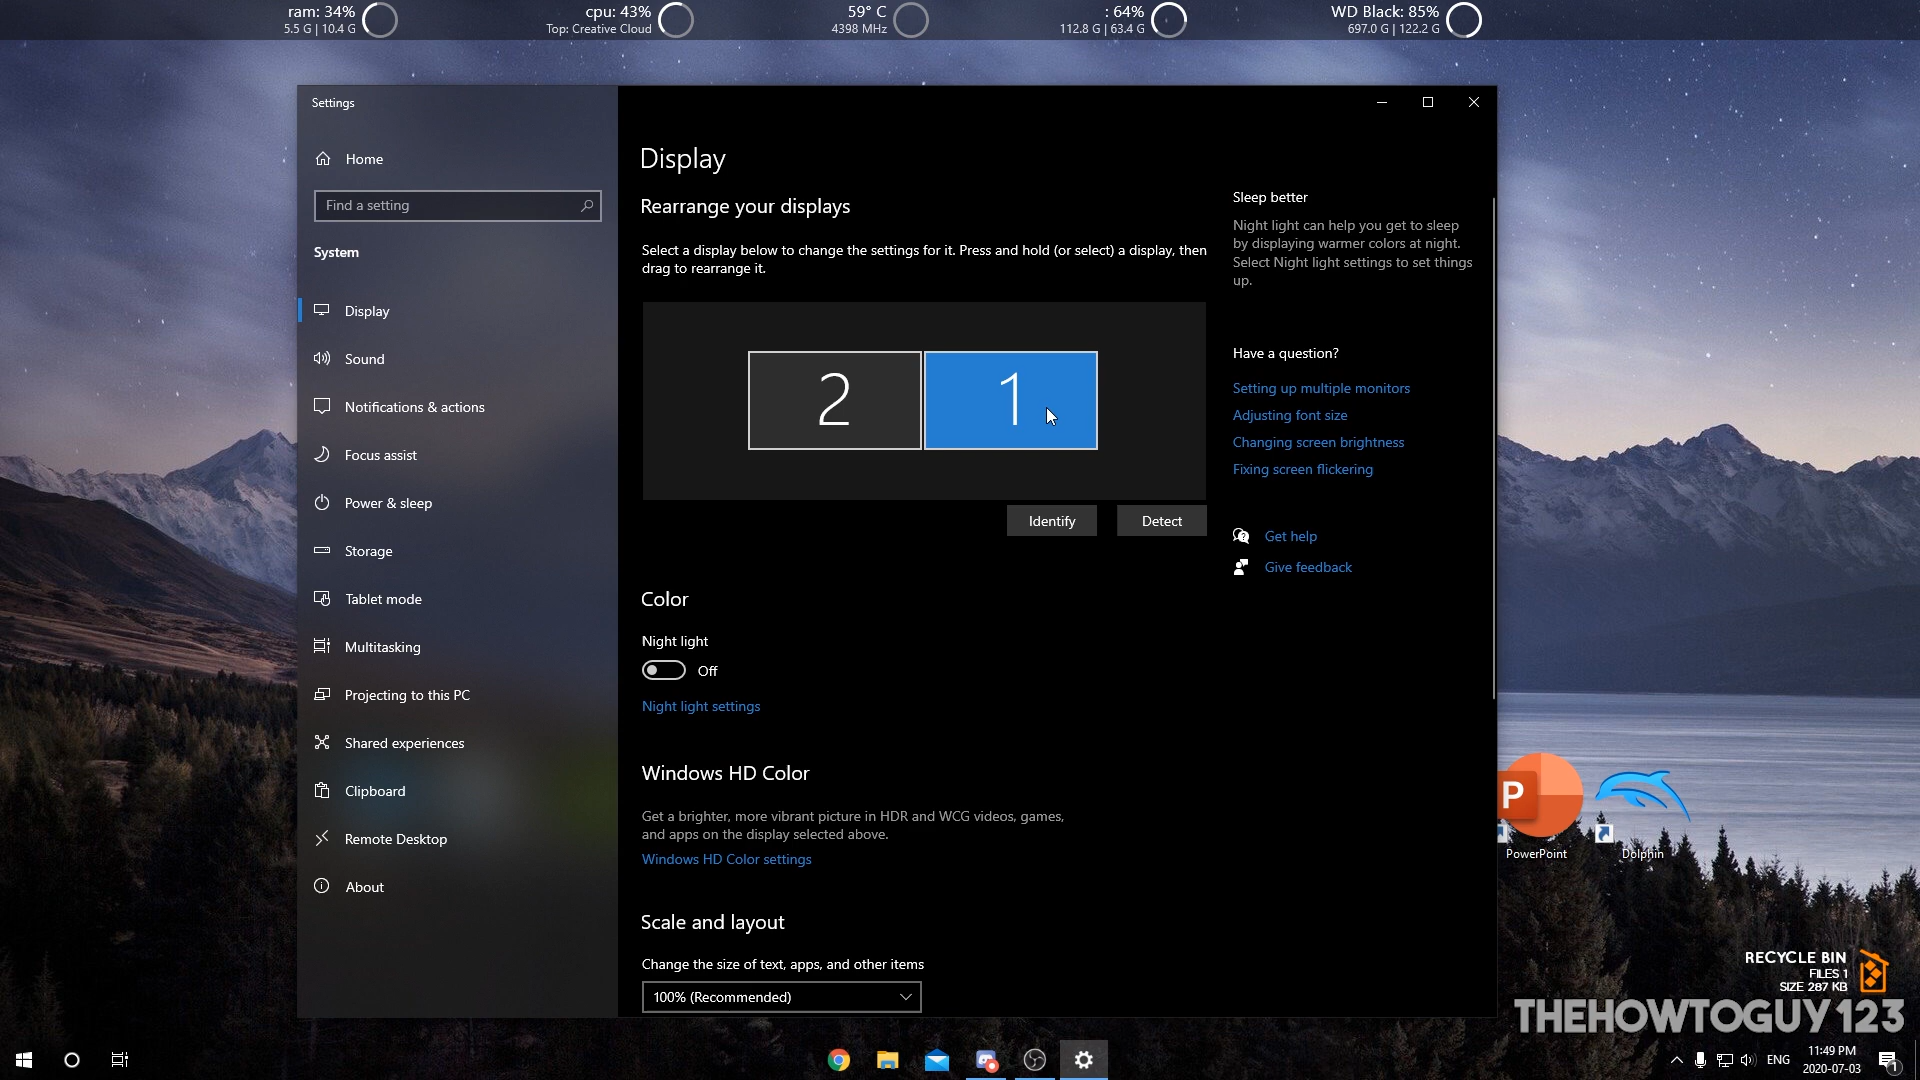 ram: 34%
5.5 G | 10.4 G
cpu: 43%
Top: Creative Cloud
59° C
4398 MHz
: 64%
112.8 G | 63.4 G
WD Black: 85%
697.0 G | 122.2 G
Settings
Home
Find a setting
System
Display
Sound
Notifications & actions
Focus assist
Power & sleep
Storage
Tablet mode
Multitasking
Projecting to this PC
Shared experiences
Clipboard
Remote Desktop
About
Display
Rearrange your displays
Select a display below to change the settings for it. Press and hold (or select) a display, then
drag to rearrange it.
2
1
Identify
Detect
Color
Night light
Off
Night light settings
Windows HD Color
Get a brighter, more vibrant picture in HDR and WCG videos, games,
and apps on the display selected above.
Windows HD Color settings
Scale and layout
Change the size of text, apps, and other items
100% (Recommended)
Sleep better
Night light can help you get to sleep
by displaying warmer colors at night.
Select Night light settings to set things
up.
Have a question?
Setting up multiple monitors
Adjusting font size
Changing screen brightness
Fixing screen flickering
Get help
Give feedback
P
PowerPoint
Dolphin
RECYCLE BIN
FILES 1
SIZE 287 KB
THEHOWTOGUY123
ENG
11:49 PM
2020-07-03
1